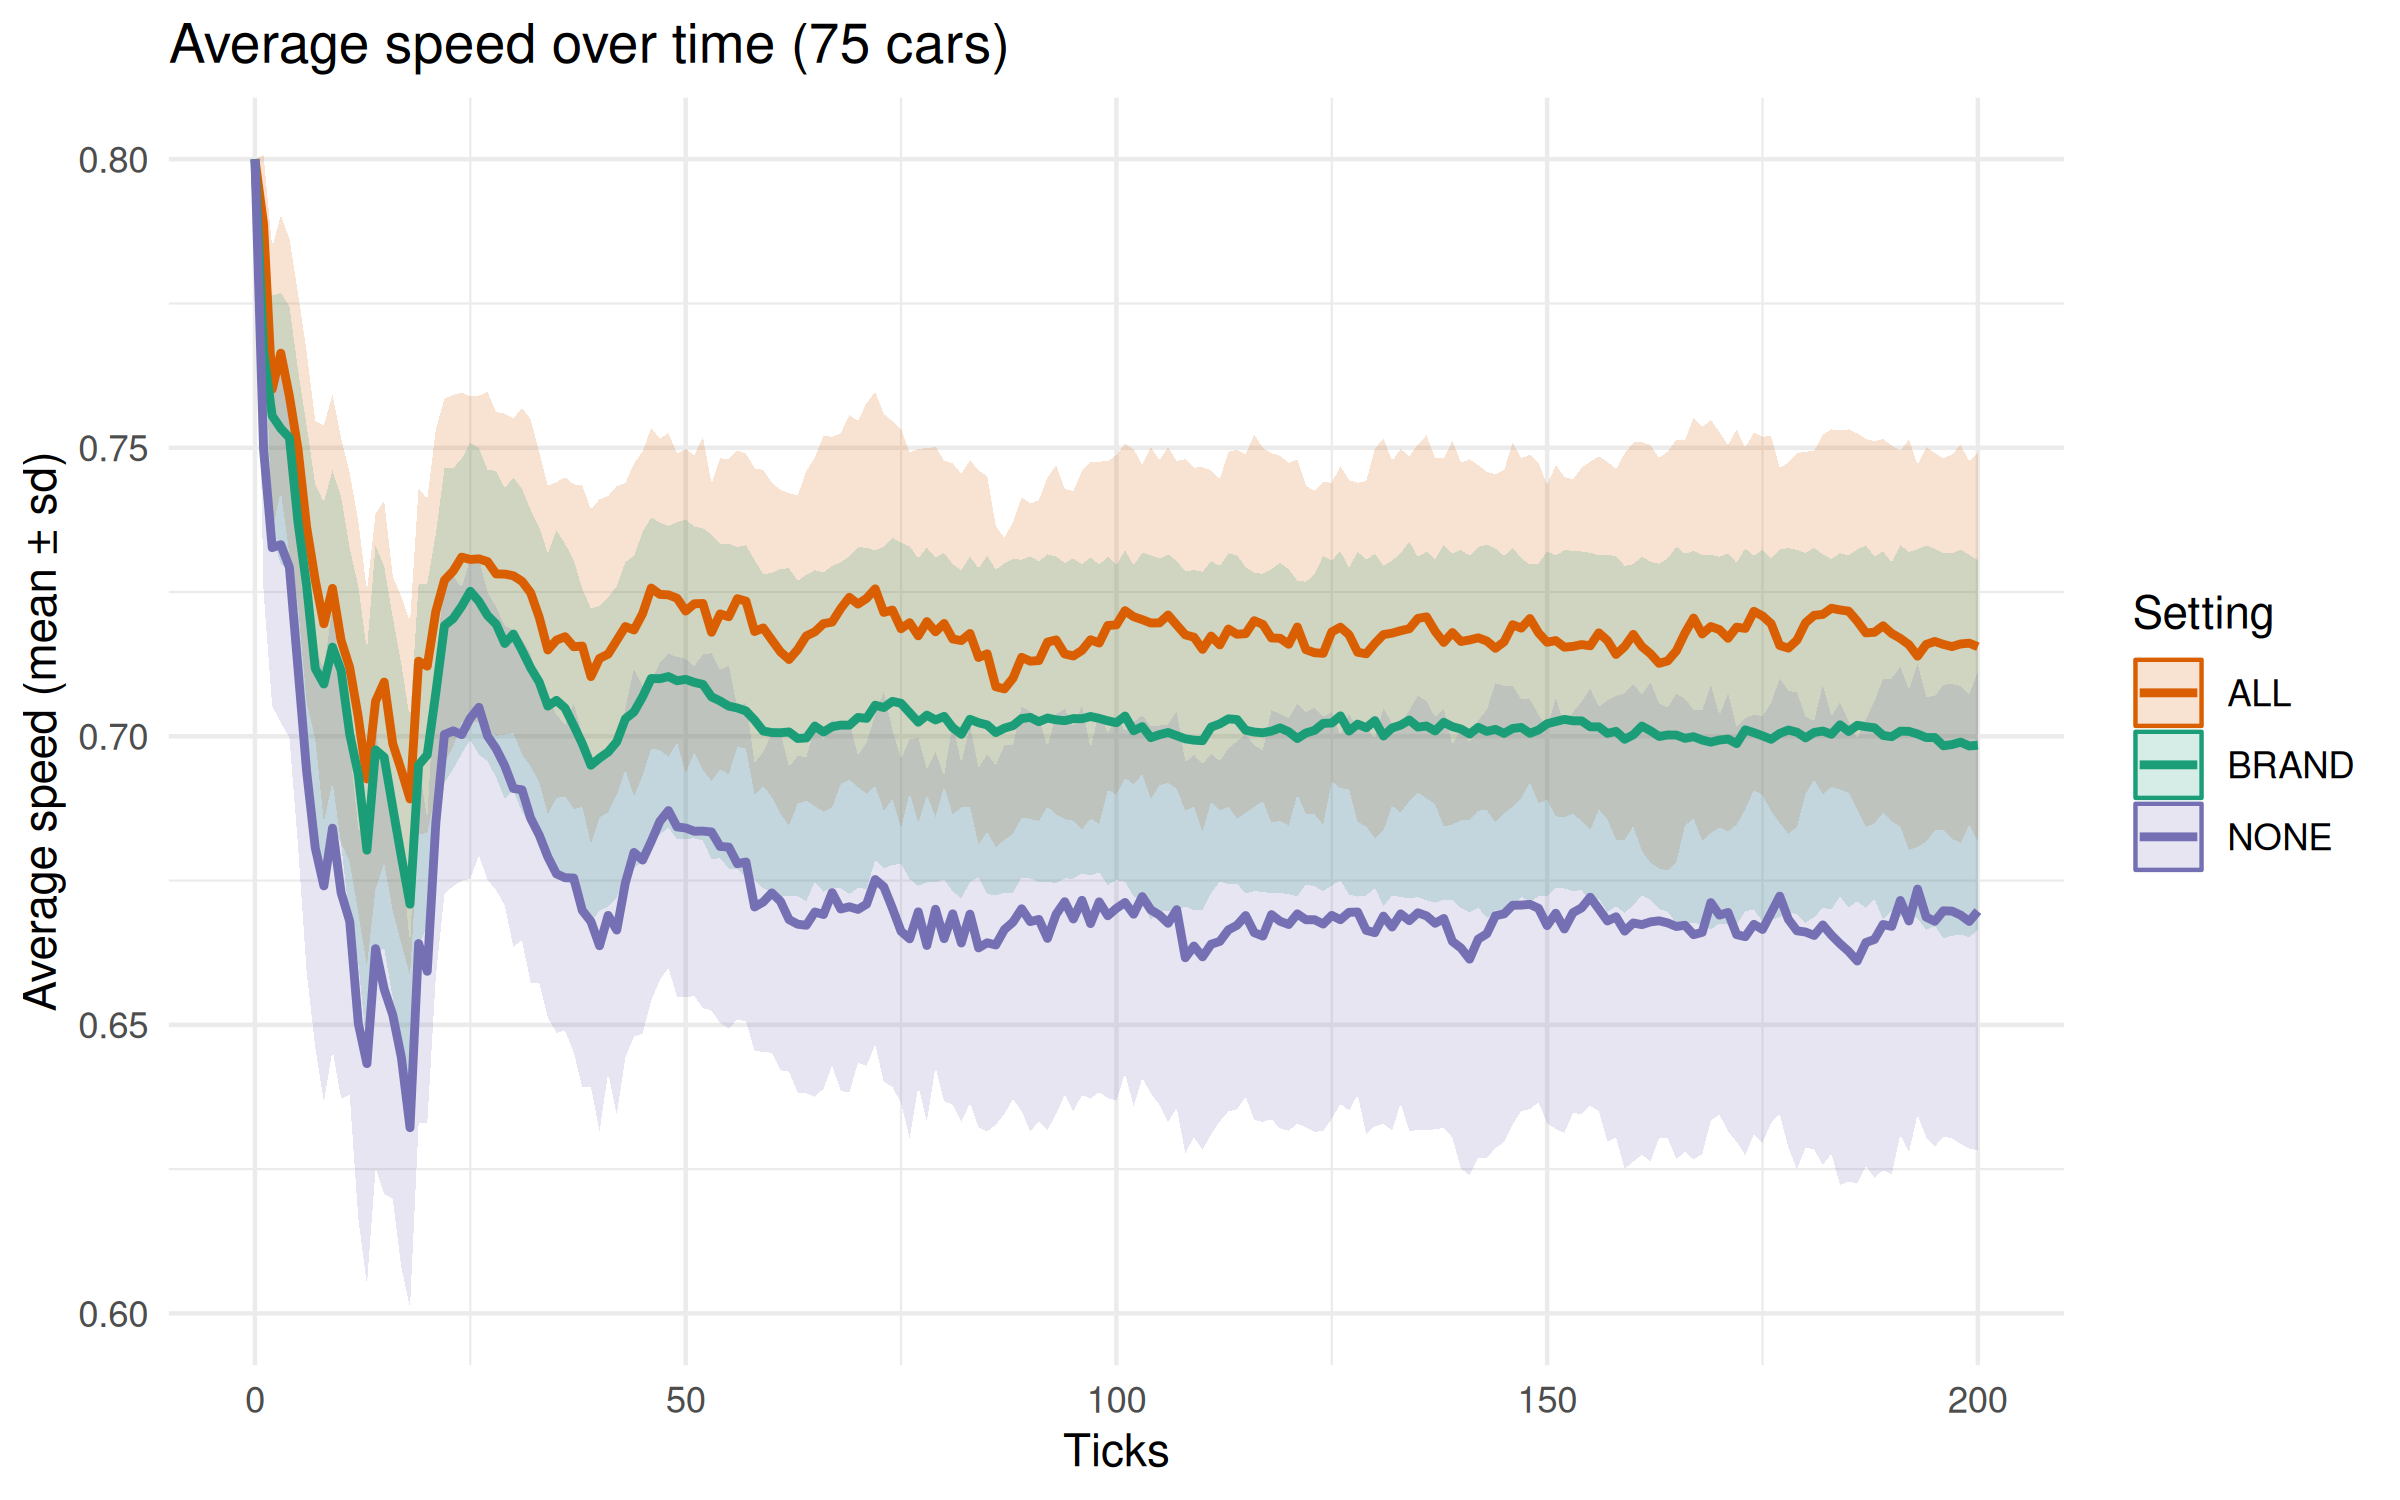 Average speed over time (75 cars)
Average speed (mean ± sd)
0.80
0.75
0.70
0.65
0.60
0 50 100 150 200
Ticks
Setting
ALL
BRAND
NONE